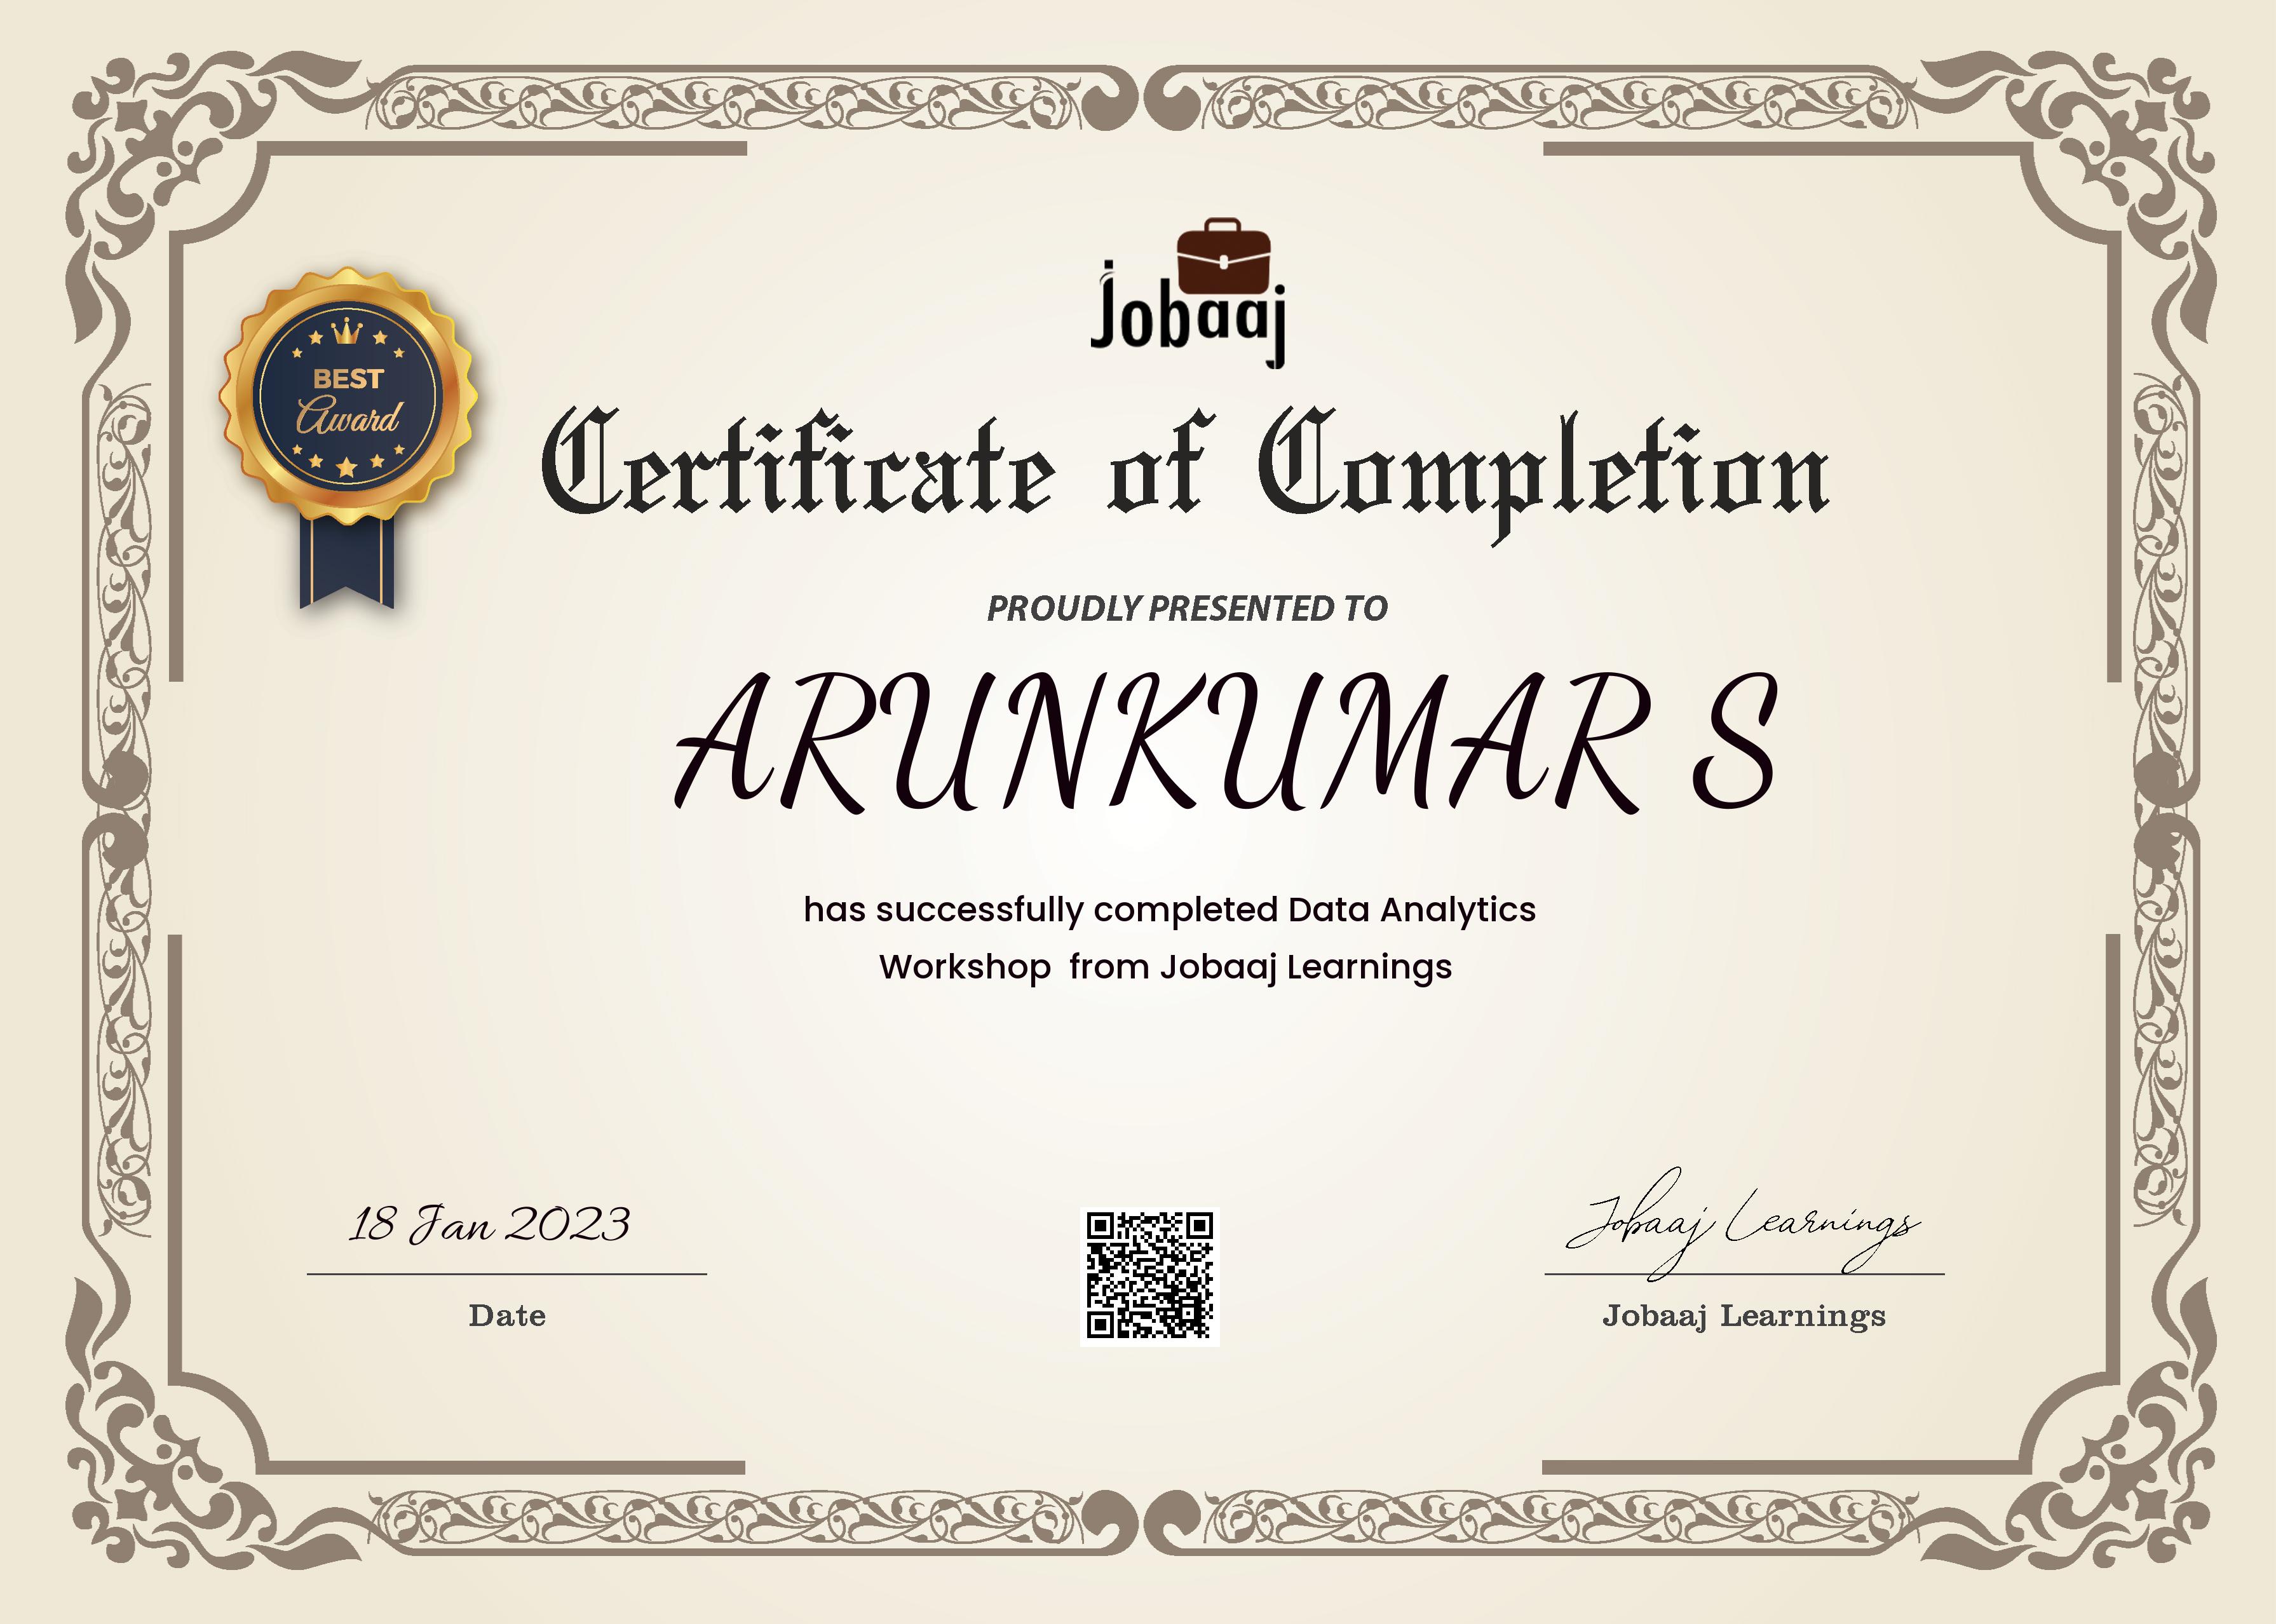 Jobaaj
BEST
Award
Certificate of Completion
PROUDLY PRESENTED TO
ARUNKUMAR S
has successfully completed Data Analytics
Workshop from Jobaaj Learnings
18 Jan 2023
Date
Jobaaj Learnings
Jobaaj Learnings